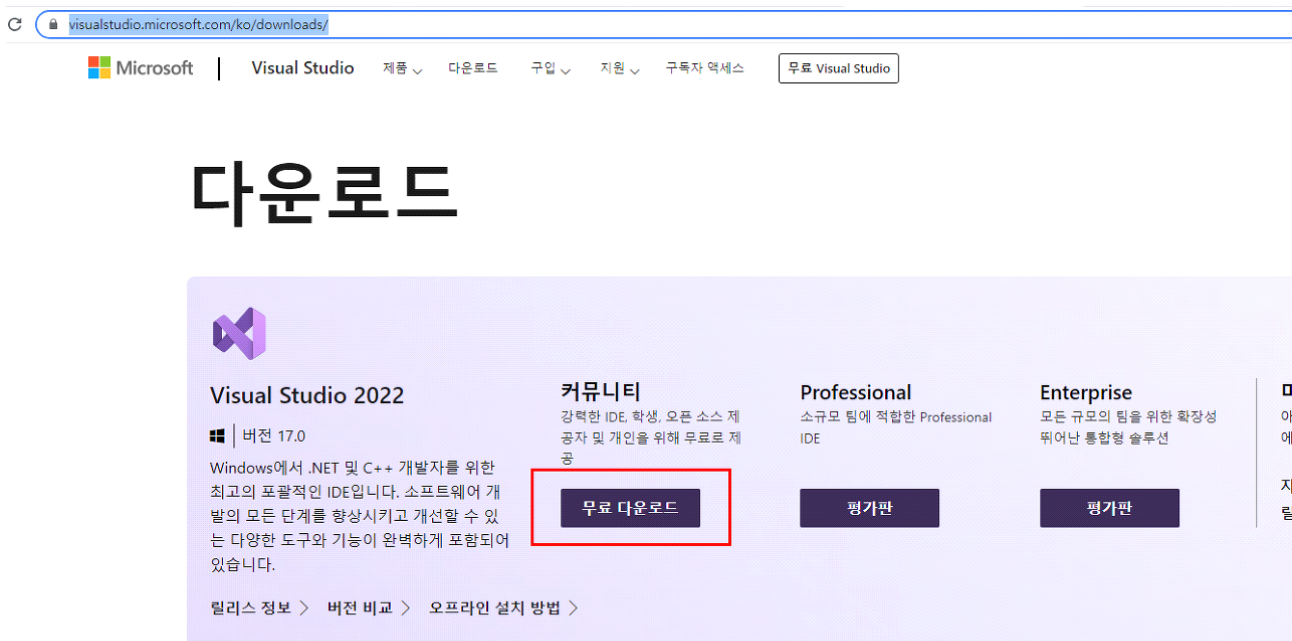 visualstudio.microsoft.com/ko/downloads/
Microsoft
Visual Studio
제품
다운로드
구입
지원
구독자 액세스
무료 Visual Studio
다운로드
Visual Studio 2022
버전 17.0
Windows에서 .NET 및 C++ 개발자를 위한
최고의 포괄적인 IDE입니다. 소프트웨어 개
발의 모든 단계를 향상시키고 개선할 수 있
는 다양한 도구와 기능이 완벽하게 포함되어
있습니다.
커뮤니티
강력한 IDE, 학생, 오픈 소스 제
공자 및 개인을 위해 무료로 제
공
무료 다운로드
Professional
소규모 팀에 적합한 Professional
IDE
평가판
Enterprise
모든 규모의 팀을 위한 확장성
뛰어난 통합형 솔루션
평가판
릴리스 정보
버전 비교
오프라인 설치 방법